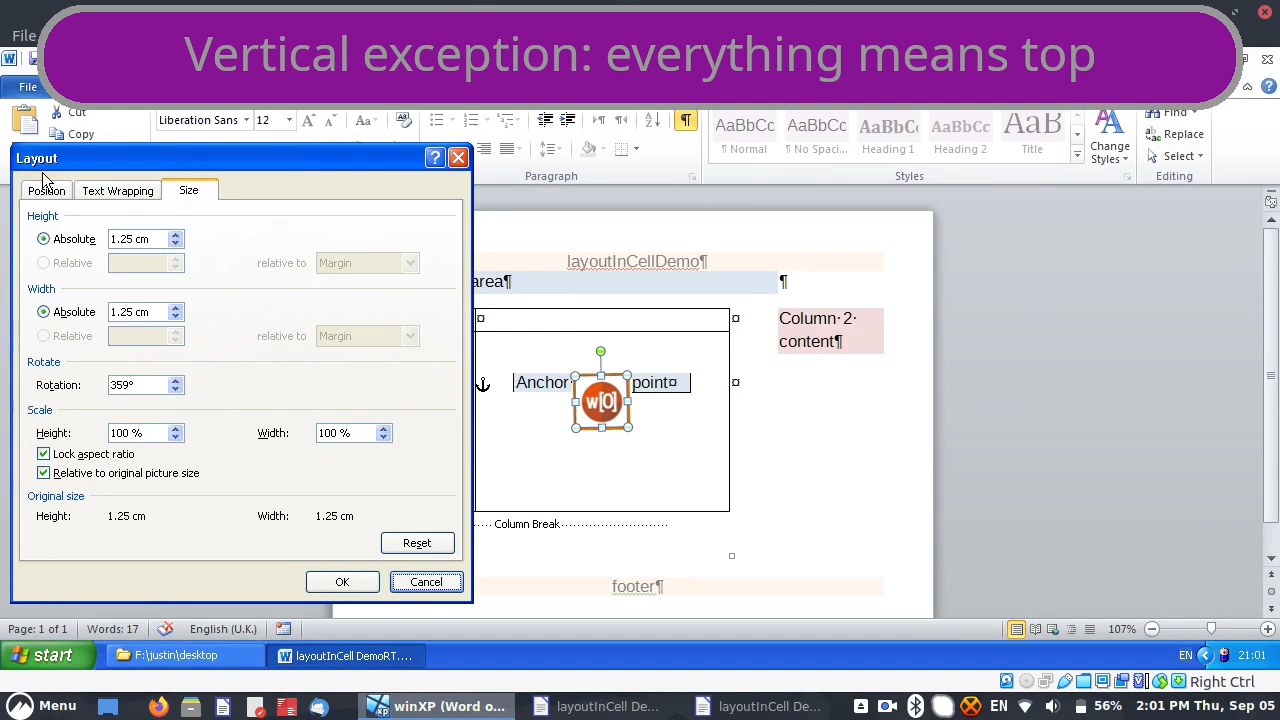 Vertical exception: everything means top
File
File
Cut
Copy
Liberation Sans
12
Aa
Paragraph
AaBbCc
¶ Normal
AaBbCc
¶ No Spaci...
AaBbCc
Heading 1
AaBbCc
Heading 2
AaB
Title
Styles
Change
Styles
Find
Replace
Select
Editing
Layout
Position
Text Wrapping
Size
Height
Absolute
1.25 cm
Relative
relative to
Margin
Width
Absolute
1.25 cm
Relative
relative to
Margin
Rotate
Rotation:
359°
Scale
Height:
100 %
Width:
100 %
Lock aspect ratio
Relative to original picture size
Original size
Height:
1.25 cm
Width:
1.25 cm
Reset
OK
Cancel
layoutInCellDemo¶
area¶
¶
¤
¤
Column·2·
content¶
Anchor·
point¤
¤
w[0]
Column Break
footer¶
Page: 1 of 1
Words: 17
English (U.K.)
107%
start
F:\justin\desktop
layoutInCell DemoRT....
EN
21:01
Right Ctrl
Menu
winXP (Word o...
layoutInCell De...
layoutInCell De...
EN
56%
2:01 PM Thu, Sep 05